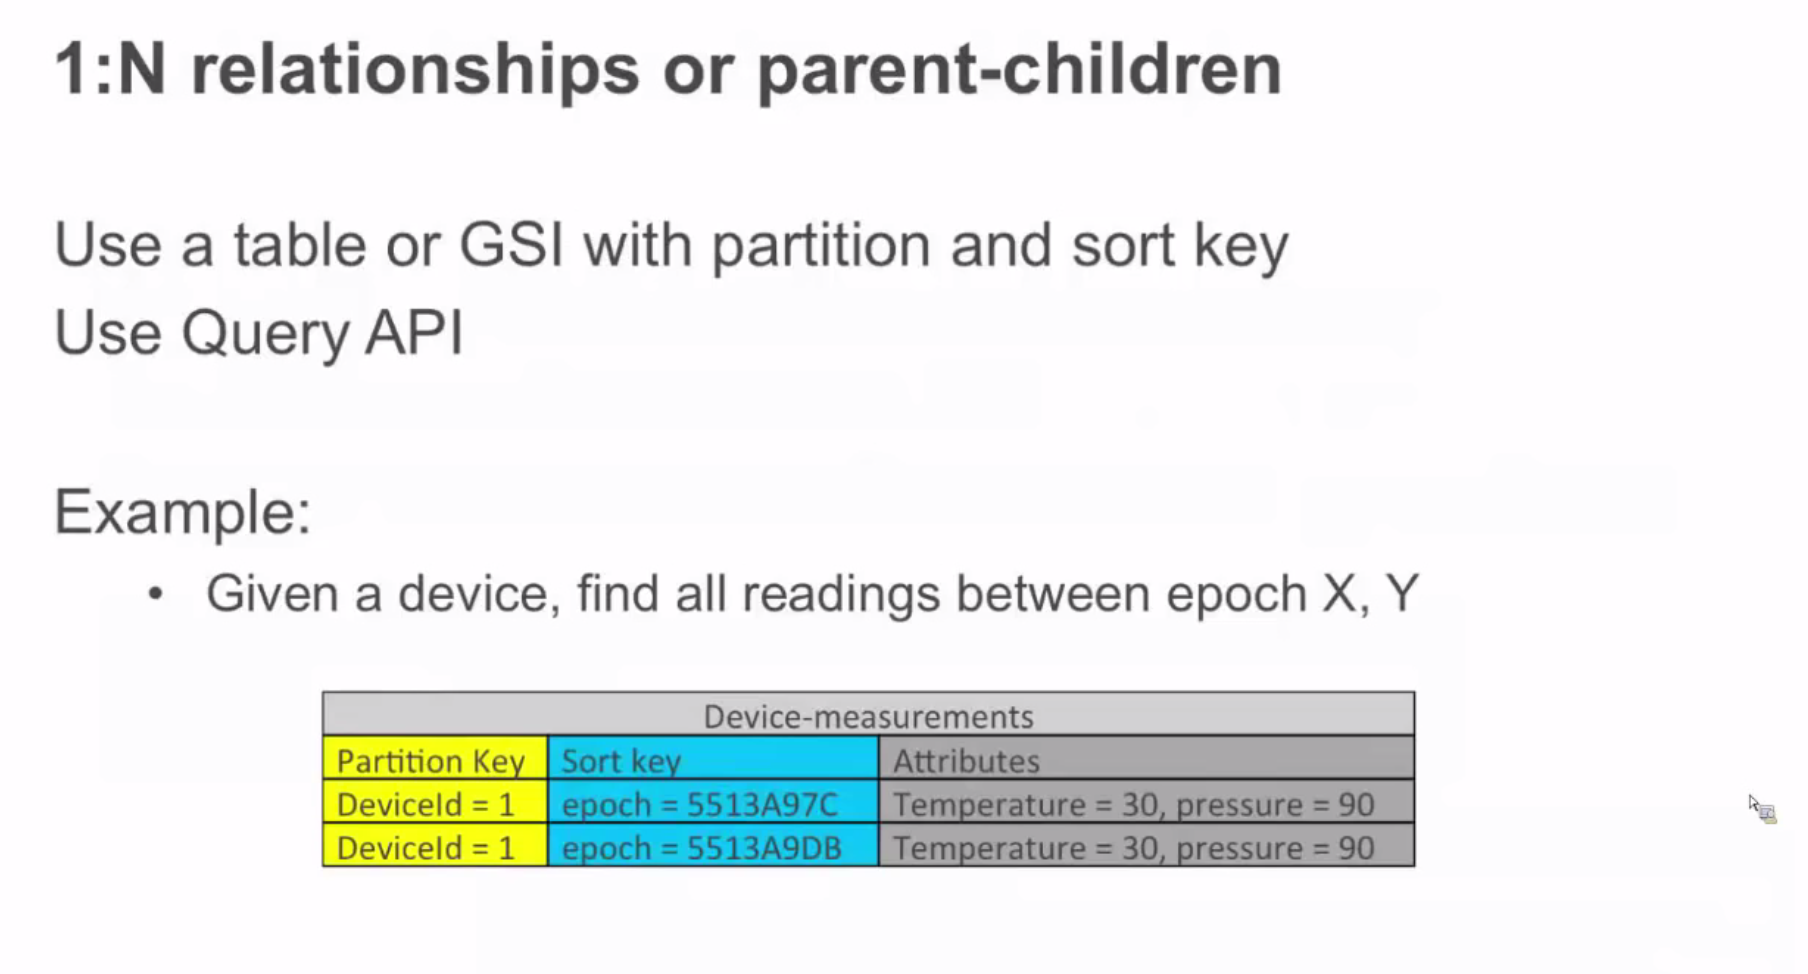 1:N relationships or parent-children
Use a table or GSI with partition and sort key
Use Query API
Example:
• Given a device, find all readings between epoch X, Y
Device-measurements
Partition Key Sort key Attributes
DeviceId = 1 epoch = 5513A97C Temperature = 30, pressure = 90
DeviceId = 1 epoch = 5513A9DB Temperature = 30, pressure = 90